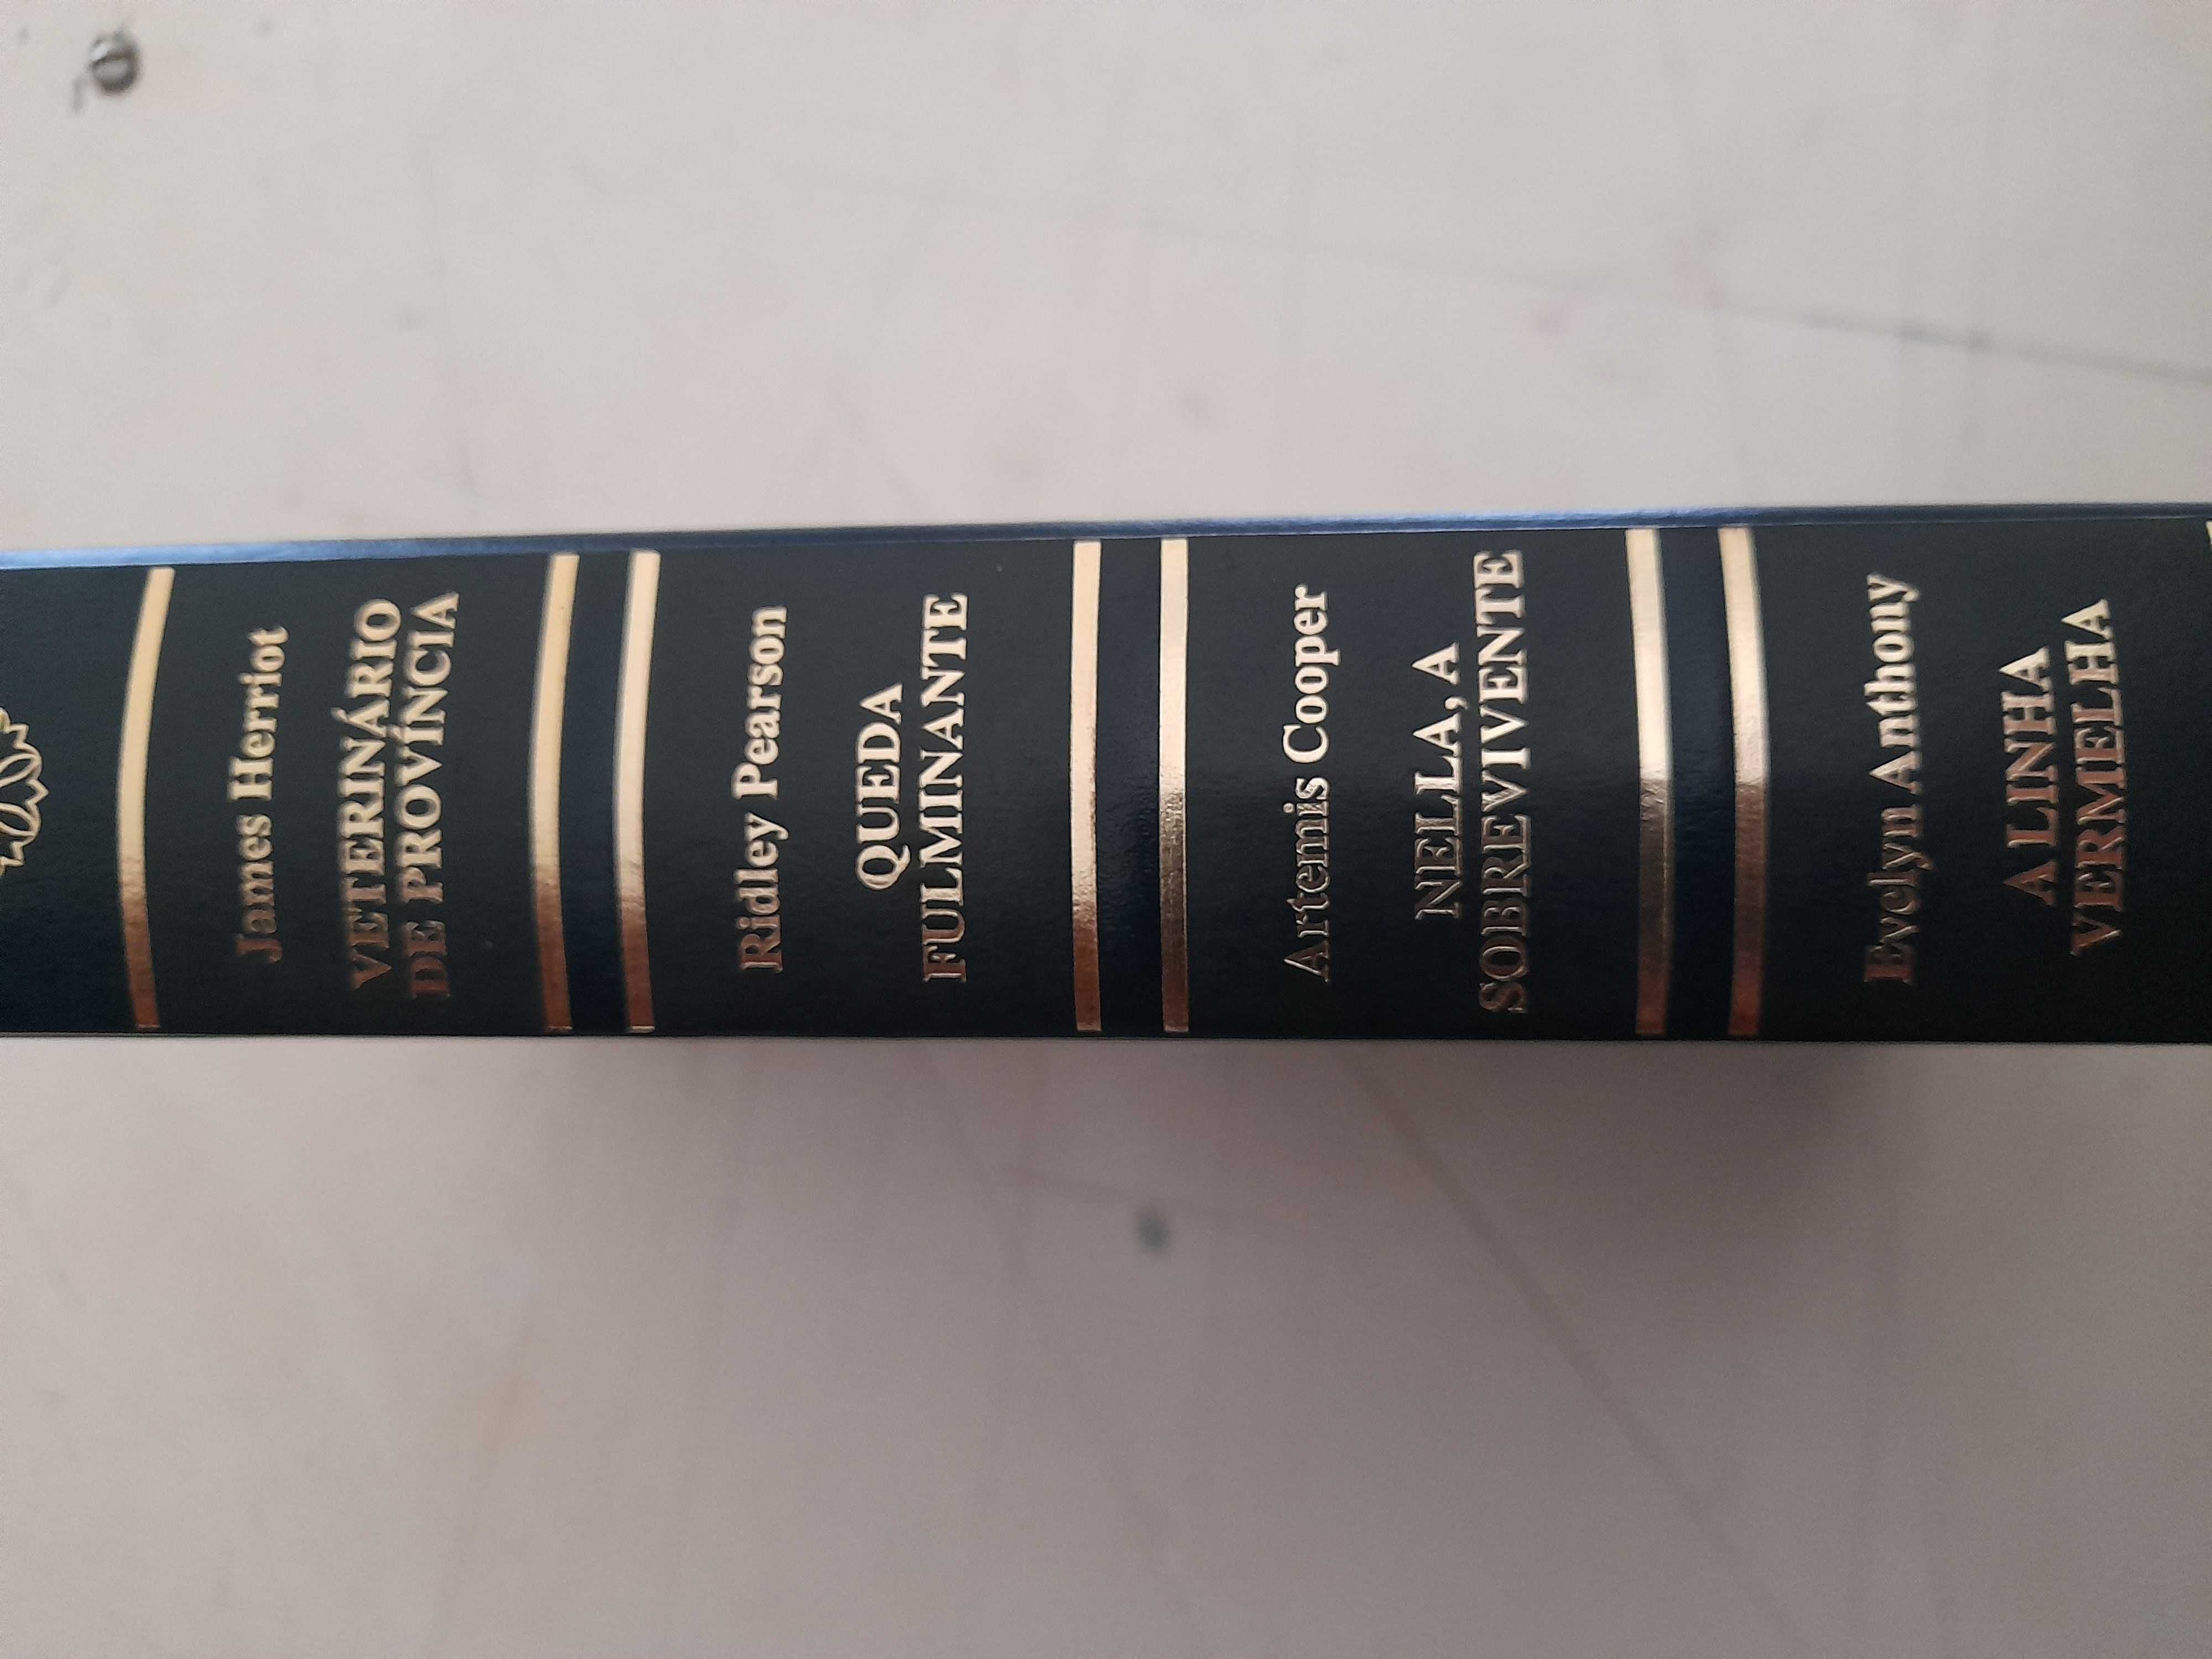 James Herriot
VETERINÁRIO
DE PROVÍNCIA
Ridley Pearson
QUEDA
FULMINANTE
Artemis Cooper
NELLA, A
SOBREVIVENTE
Evelyn Anthony
A LINHA
VERMELHA